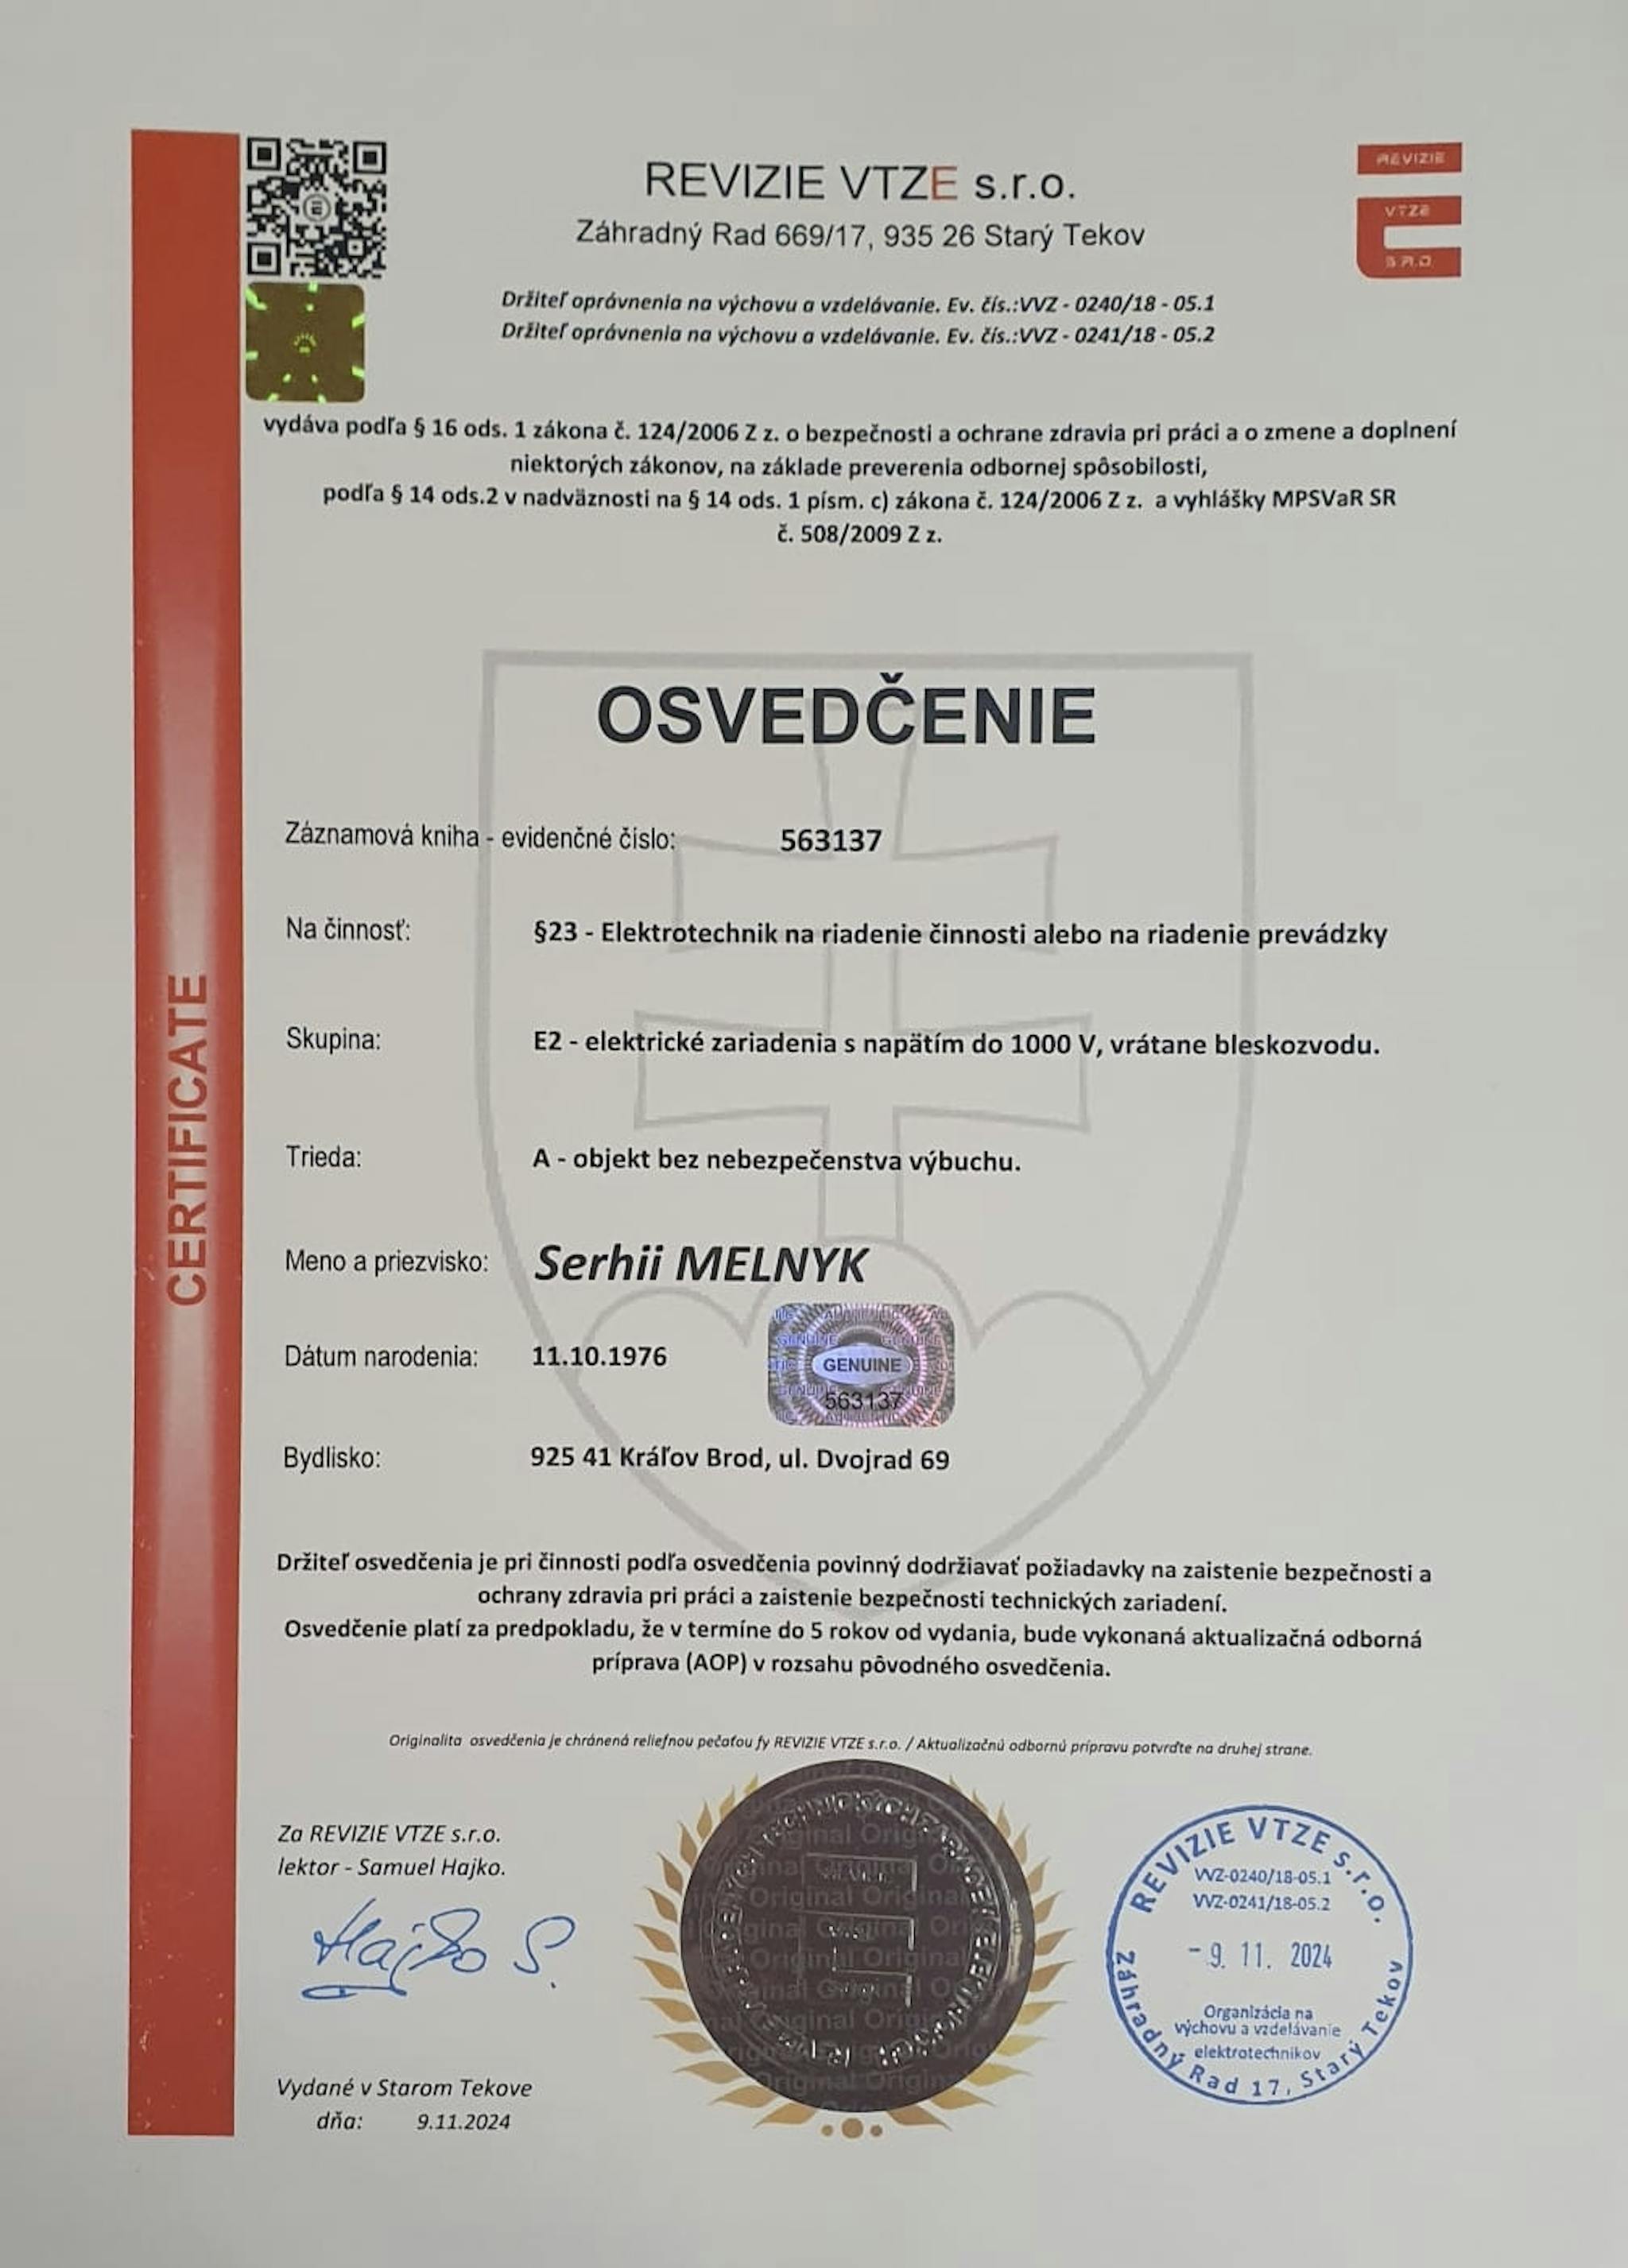 REVIZIE VTZE s.r.o.
REVIZIE
VTZE
S.R.O.
Záhradný Rad 669/17, 935 26 Starý Tekov
Držiteľ oprávnenia na výchovu a vzdelávanie. Ev. čís.:VVZ - 0240/18 - 05.1
Držiteľ oprávnenia na výchovu a vzdelávanie. Ev. čís.:VVZ - 0241/18 - 05.2
vydáva podľa § 16 ods. 1 zákona č. 124/2006 Z z. o bezpečnosti a ochrane zdravia pri práci a o zmene a doplnení
niektorých zákonov, na základe preverenia odbornej spôsobilosti,
podľa § 14 ods.2 v nadväznosti na § 14 ods. 1 písm. c) zákona č. 124/2006 Z z. a vyhlášky MPSVaR SR
č. 508/2009 Z z.
CERTIFICATE
OSVEDČENIE
Záznamová kniha - evidenčné číslo: 563137
Na činnosť: §23 - Elektrotechnik na riadenie činnosti alebo na riadenie prevádzky
Skupina: E2 - elektrické zariadenia s napätím do 1000 V, vrátane bleskozvodu.
Trieda: A - objekt bez nebezpečenstva výbuchu.
Meno a priezvisko: Serhii MELNYK
Dátum narodenia: 11.10.1976
GENUINE
563137
Bydlisko: 925 41 Kráľov Brod, ul. Dvojrad 69
Držiteľ osvedčenia je pri činnosti podľa osvedčenia povinný dodržiavať požiadavky na zaistenie bezpečnosti a
ochrany zdravia pri práci a zaistenie bezpečnosti technických zariadení.
Osvedčenie platí za predpokladu, že v termíne do 5 rokov od vydania, bude vykonaná aktualizačná odborná
príprava (AOP) v rozsahu pôvodného osvedčenia.
Originalita osvedčenia je chránená reliefnou pečaťou fy REVIZIE VTZE s.r.o. / Aktualizačnú odbornú prípravu potvrďte na druhej strane.
Za REVIZIE VTZE s.r.o.
lektor - Samuel Hajko.
Hajko S.
Vydané v Starom Tekove
dňa: 9.11.2024
Original Original
REVIZIE VTZE s.r.o.
VVZ-0240/18-05.1
VVZ-0241/18-05.2
- 9. 11. 2024
Organizácia na
výchovu a vzdelávanie
elektrotechnikov
Záhradný Rad 17, Starý Tekov